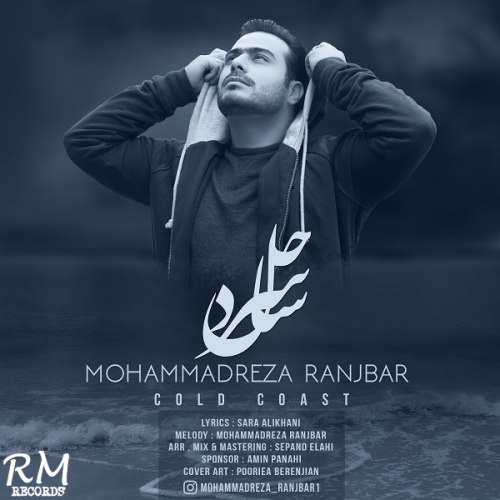 ساحل سرد
MOHAMMADREZA RANJBAR
COLD COAST
LYRICS : SARA ALIKHANI
MELODY : MOHAMMADREZA RANJBAR
ARR , MIX & MASTERING : SEPAND ELAHI
SPONSOR : AMIN PANAHI
COVER ART : POORIEA BERENJIAN
MOHAMMADREZA_RANJBAR1
RM
RECORDS